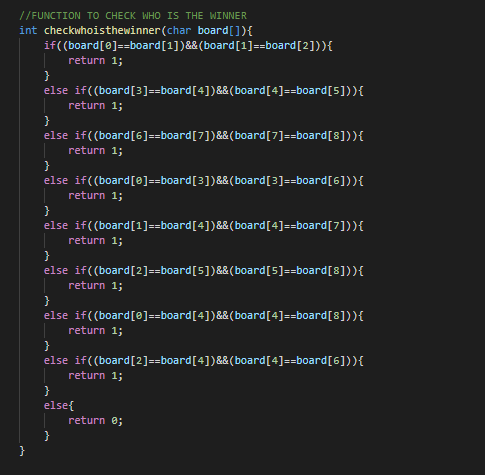 //FUNCTION TO CHECK WHO IS THE WINNER
int checkwhoisthewinner(char board[]){
    if((board[0]==board[1])&&(board[1]==board[2])){
        return 1;
    }
    else if((board[3]==board[4])&&(board[4]==board[5])){
        return 1;
    }
    else if((board[6]==board[7])&&(board[7]==board[8])){
        return 1;
    }
    else if((board[0]==board[3])&&(board[3]==board[6])){
        return 1;
    }
    else if((board[1]==board[4])&&(board[4]==board[7])){
        return 1;
    }
    else if((board[2]==board[5])&&(board[5]==board[8])){
        return 1;
    }
    else if((board[0]==board[4])&&(board[4]==board[8])){
        return 1;
    }
    else if((board[2]==board[4])&&(board[4]==board[6])){
        return 1;
    }
    else{
        return 0;
    }
}